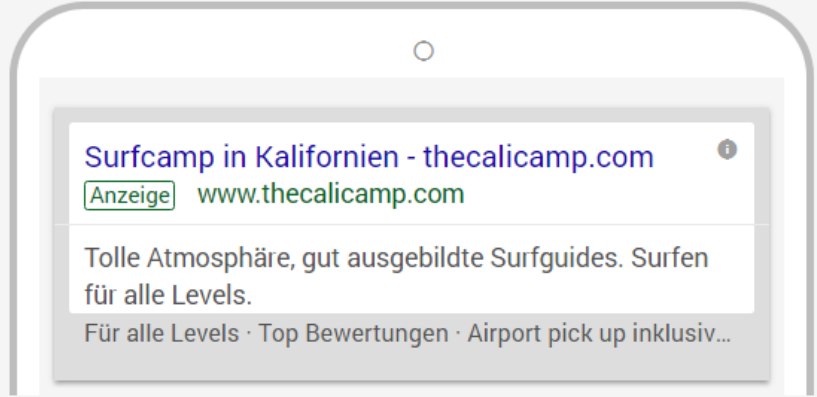 Surfcamp in Kalifornien - thecalicamp.com
Anzeige www.thecalicamp.com
Tolle Atmosphäre, gut ausgebildte Surfguides. Surfen
für alle Levels.
Für alle Levels · Top Bewertungen · Airport pick up inklusiv...